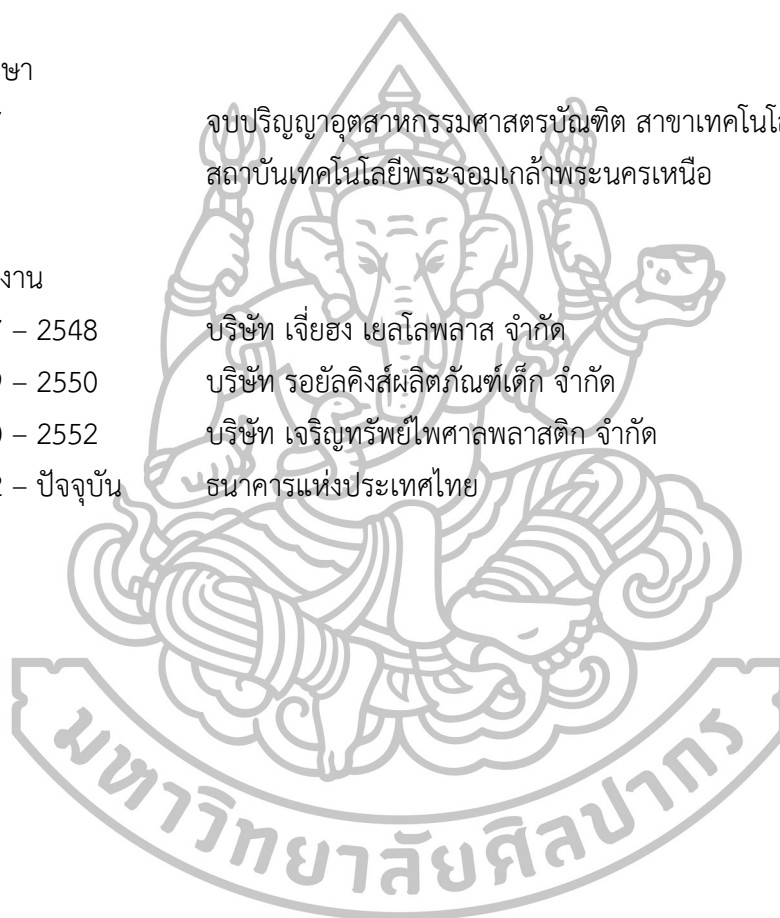 ษา
จบปริญญาอุตสาหกรรมศาสตรบัณฑิต สาขาเทคโนโล
สถาบันเทคโนโลยีพระจอมเกล้าพระนครเหนือ
งาน
– 2548 บริษัท เจี่ยฮง เยลโลพลาส จำกัด
– 2550 บริษัท รอยัลคิงส์ผลิตภัณฑ์เด็ก จำกัด
– 2552 บริษัท เจริญทรัพย์ไพศาลพลาสติก จำกัด
– ปัจจุบัน ธนาคารแห่งประเทศไทย
มหาวิทยาลัยศิลปากร